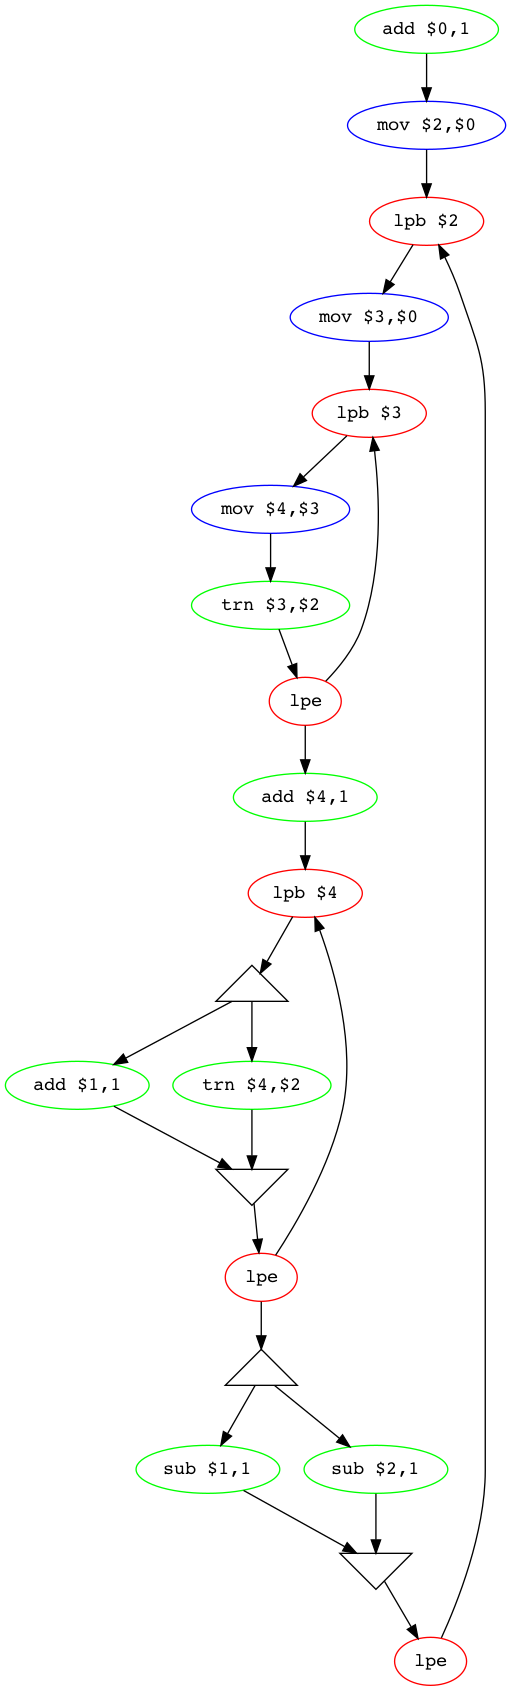 add $0,1
mov $2,$0
lpb $2
mov $3,$0
lpb $3
mov $4,$3
trn $3,$2
lpe
add $4,1
lpb $4
add $1,1
trn $4,$2
lpe
sub $1,1
sub $2,1
lpe